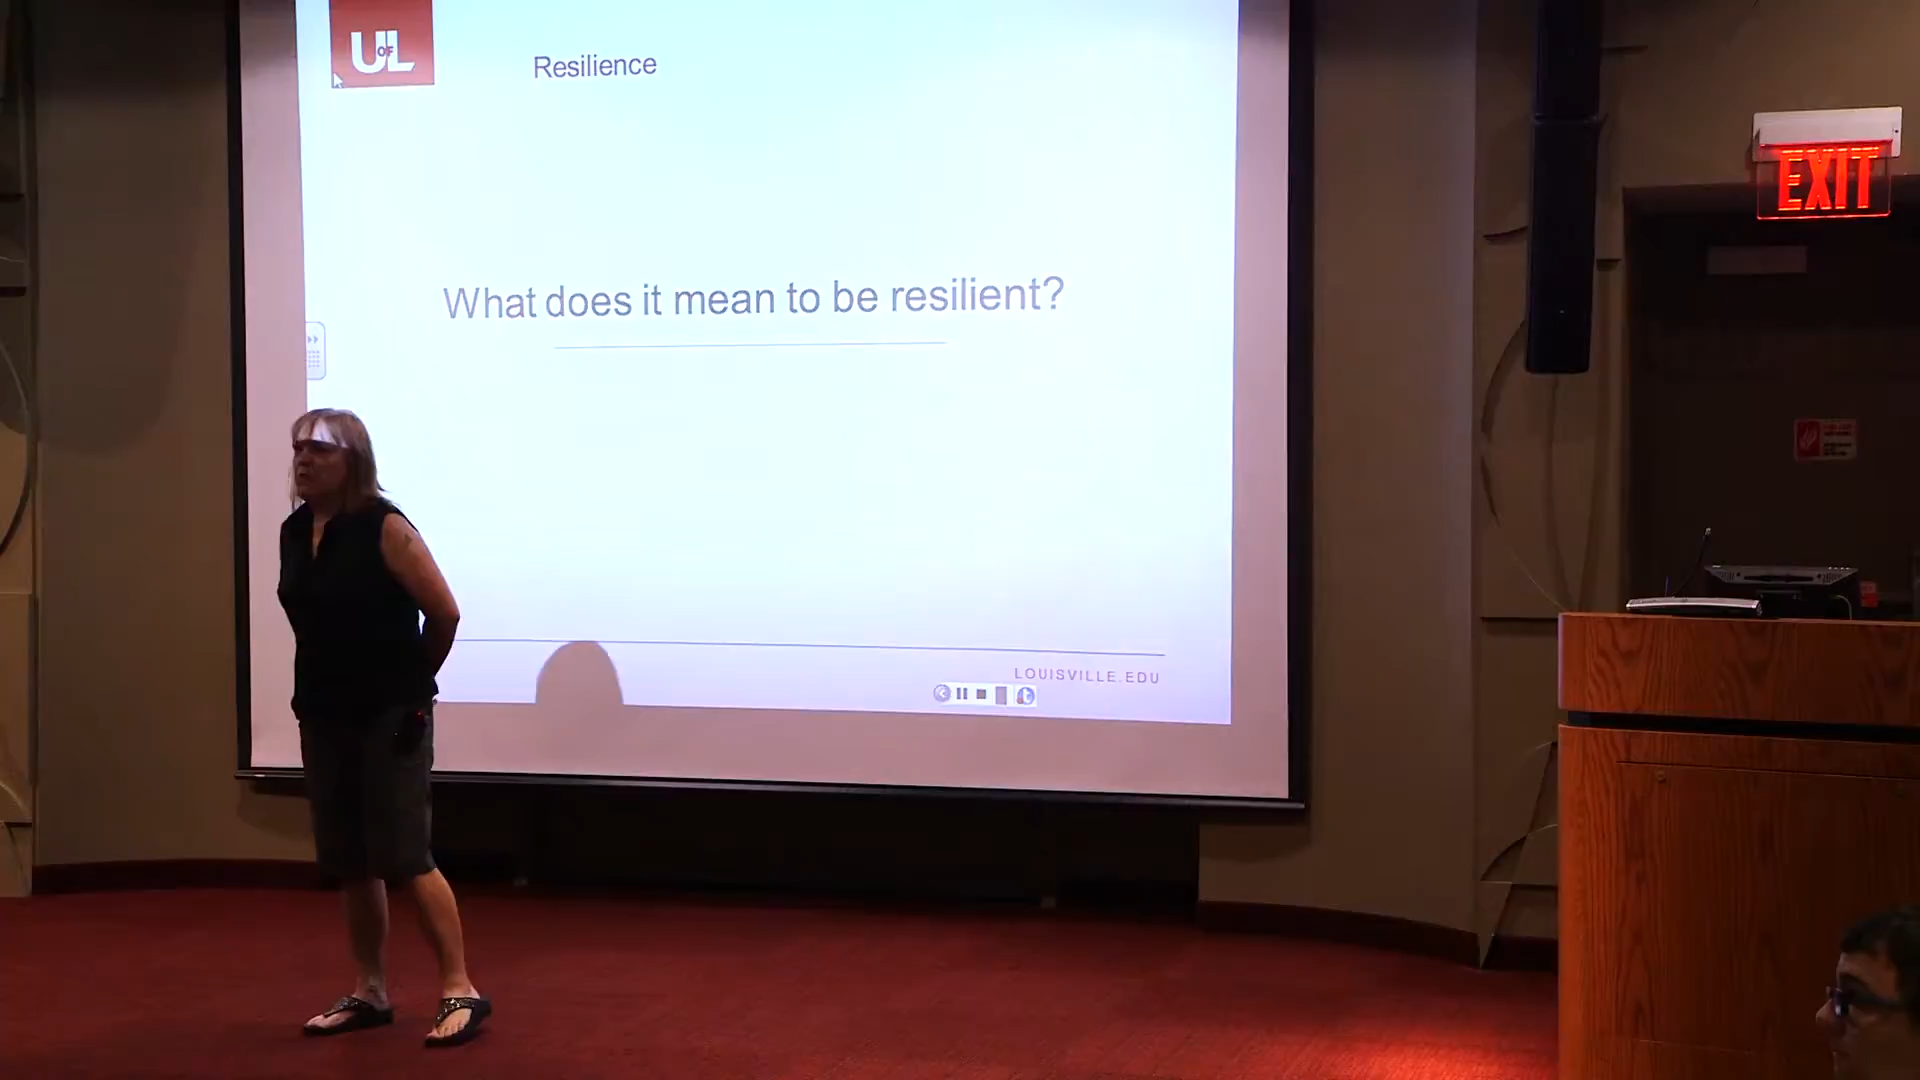 UOFL
Resilience
What does it mean to be resilient?
LOUISVILLE.EDU
EXIT